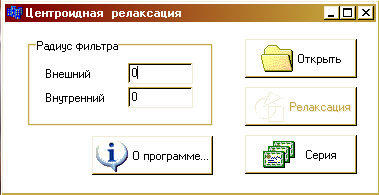 Центроидная релаксация
Радиус фильтра
Внешний 0
Внутренний 0
Открыть
Релаксация
О программе...
Серия